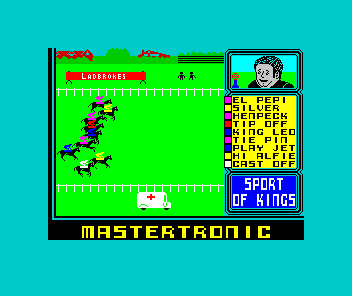 LADBROKES
EL PEPI
SILVER
HENPECK
TIP OFF
KING LEO
TIE PIN
PLAY JET
HI ALFIE
CAST OFF
SPORT
OF KINGS
MASTERTRONIC